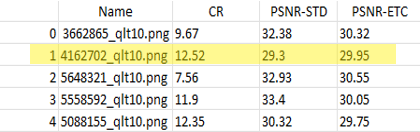 Name CR PSNR-STD PSNR-ETC
0 3662865_qlt10.png 9.67 32.38 30.32
1 4162702_qlt10.png 12.52 29.3 29.95
2 5648321_qlt10.png 7.56 32.93 30.55
3 5558592_qlt10.png 11.9 33.4 30.05
4 5088155_qlt10.png 12.35 30.32 29.75